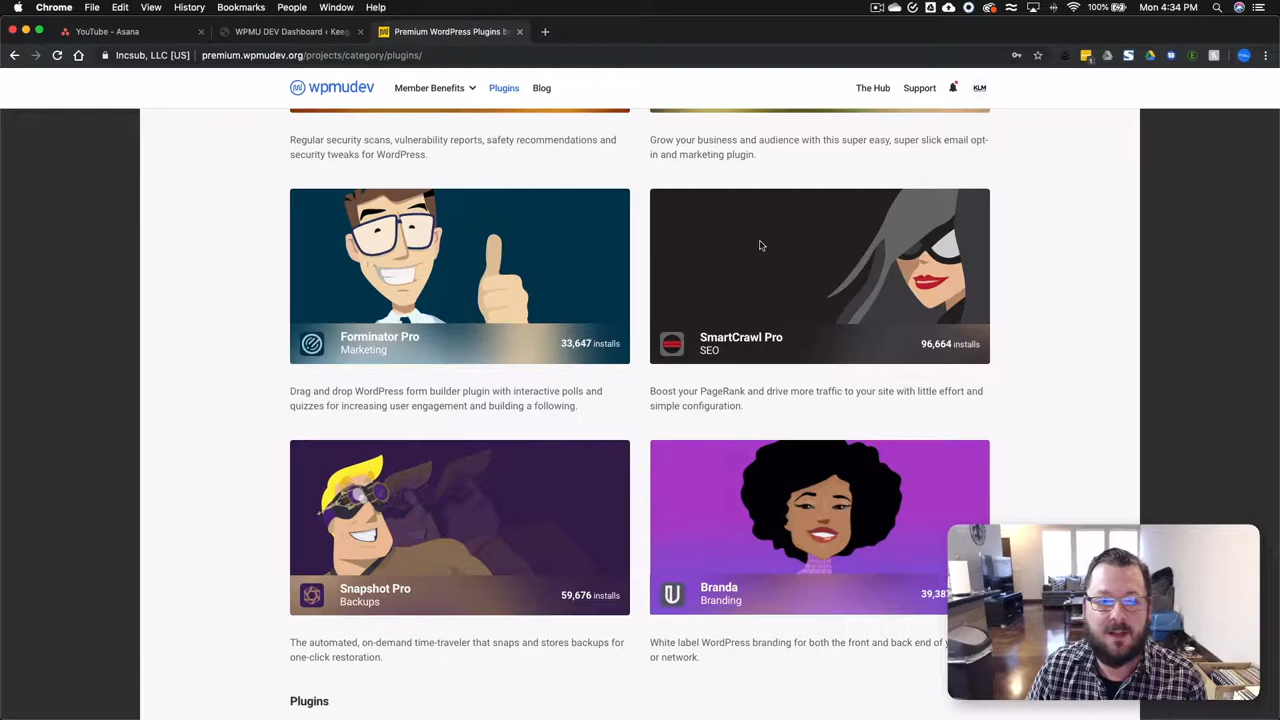 Chrome File Edit View History Bookmarks People Window Help
100% Mon 4:34 PM
YouTube - Asana
WPMU DEV Dashboard ‹ Keep
Premium WordPress Plugins by
Incsub, LLC [US] premium.wpmudev.org/projects/category/plugins/
wpmudev Member Benefits Plugins Blog The Hub Support KLM
Regular security scans, vulnerability reports, safety recommendations and
security tweaks for WordPress.
Grow your business and audience with this super easy, super slick email opt-
in and marketing plugin.
Forminator Pro
Marketing
33,647 installs
SmartCrawl Pro
SEO
96,664 installs
Drag and drop WordPress form builder plugin with interactive polls and
quizzes for increasing user engagement and building a following.
Boost your PageRank and drive more traffic to your site with little effort and
simple configuration.
Snapshot Pro
Backups
59,676 installs
Branda
Branding
39,387
The automated, on-demand time-traveler that snaps and stores backups for
one-click restoration.
White label WordPress branding for both the front and back end of
or network.
Plugins